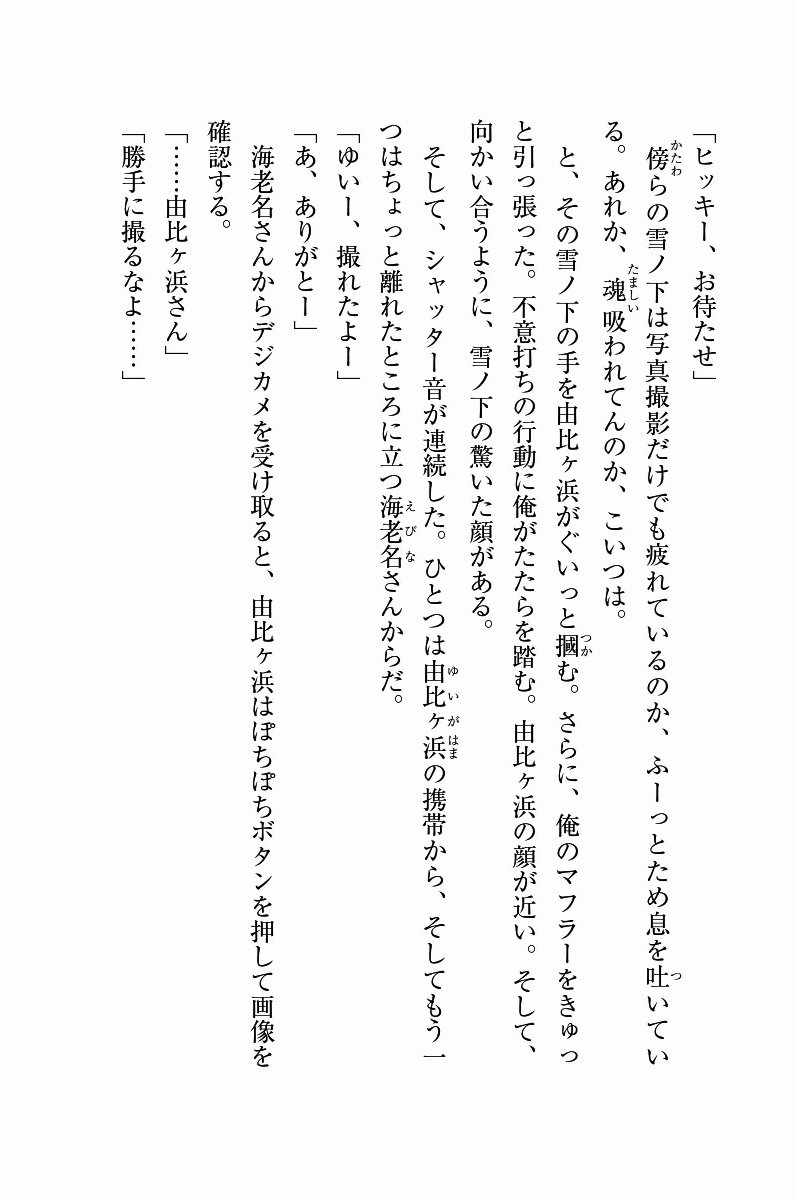 「ヒッキー、お待たせ」
　傍らの雪ノ下は写真撮影だけでも疲れているのか、ふーっとため息を吐いてい
る。あれか、魂吸われてんのか、こいつは。
　と、その雪ノ下の手を由比ヶ浜がぐいっと摑む。さらに、俺のマフラーをきゅっ
と引っ張った。不意打ちの行動に俺がたたらを踏む。由比ヶ浜の顔が近い。そして、
向かい合うように、雪ノ下の驚いた顔がある。
　そして、シャッター音が連続した。ひとつは由比ヶ浜の携帯から、そしてもう一
つはちょっと離れたところに立つ海老名さんからだ。
「ゆいー、撮れたよー」
「あ、ありがとー」
　海老名さんからデジカメを受け取ると、由比ヶ浜はぽちぽちボタンを押して画像を
確認する。
「……由比ヶ浜さん」
「勝手に撮るなよ……」